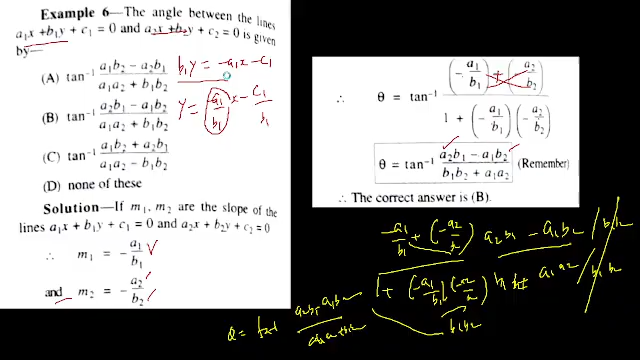 Example 6—The angle between the lines
a₁x + b₁y + c₁ = 0 and a₂x + b₂y + c₂ = 0 is given
by—
(A) tan⁻¹ (a₁b₂ − a₂b₁)/(a₁a₂ + b₁b₂)
(B) tan⁻¹ (a₂b₁ − a₁b₂)/(a₁a₂ + b₁b₂)
(C) tan⁻¹ (a₁b₂ + a₂b₁)/(a₁a₂ − b₁b₂)
(D) none of these
Solution—If m₁, m₂ are the slope of the
lines a₁x + b₁y + c₁ = 0 and a₂x + b₂y + c₂ = 0
∴ m₁ = −a₁/b₁
and m₂ = −a₂/b₂
b₁y = −a₁x − c₁
y = (−a₁/b₁)x − c₁/b₁
∴ θ = tan⁻¹ ((−a₁/b₁) + (a₂/b₂))/(1 + (−a₁/b₁)(−a₂/b₂))
θ = tan⁻¹ (a₂b₁ − a₁b₂)/(b₁b₂ + a₁a₂) (Remember)
∴ The correct answer is (B).
a₂b₁ − a₁b₂ / b₁b₂
a₁a₂ / b₁b₂
b₁b₂